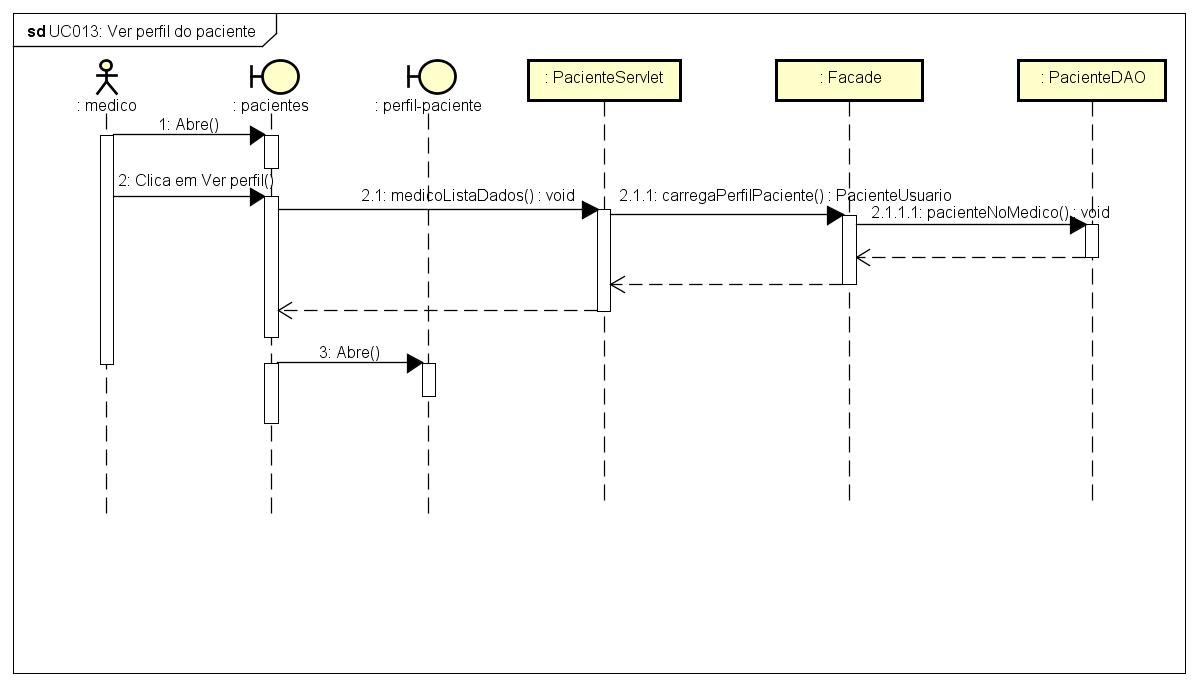 sd UC013: Ver perfil do paciente
: medico
: pacientes
: perfil-paciente
: PacienteServlet
: Facade
: PacienteDAO
1: Abre()
2: Clica em Ver perfil()
2.1: medicoListaDados() : void
2.1.1: carregaPerfilPaciente() : PacienteUsuario
2.1.1.1: pacienteNoMedico() : void
3: Abre()